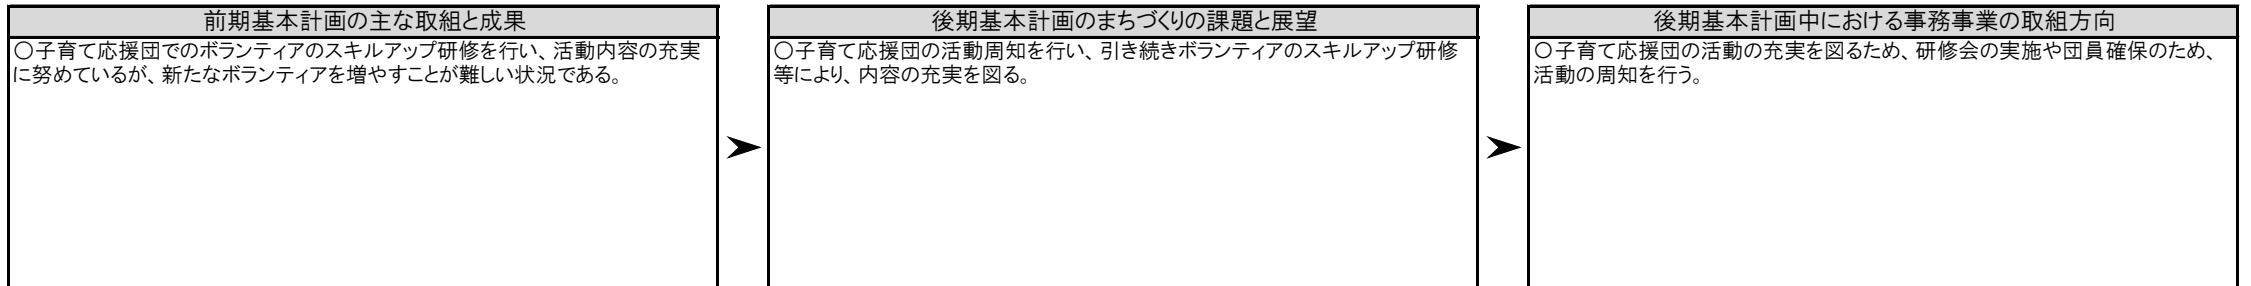 前期基本計画の主な取組と成果
〇子育て応援団でのボランティアのスキルアップ研修を行い、活動内容の充実
に努めているが、新たなボランティアを増やすことが難しい状況である。
後期基本計画のまちづくりの課題と展望
〇子育て応援団の活動周知を行い、引き続きボランティアのスキルアップ研修
等により、内容の充実を図る。
後期基本計画中における事務事業の取組方向
〇子育て応援団の活動の充実を図るため、研修会の実施や団員確保のため、
活動の周知を行う。